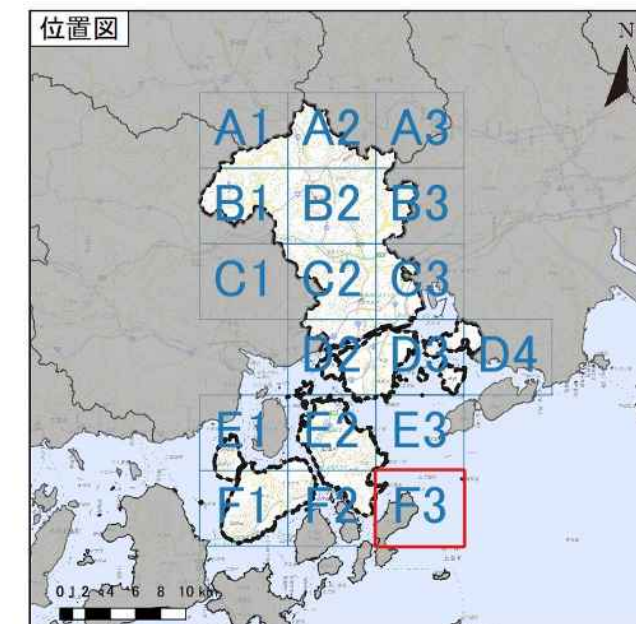 位置図
N
A1 A2 A3
B1 B2 B3
C1 C2 C3
D2 D3 D4
E1 E2 E3
F1 F2 F3
0 1 2 4 6 8 10 km